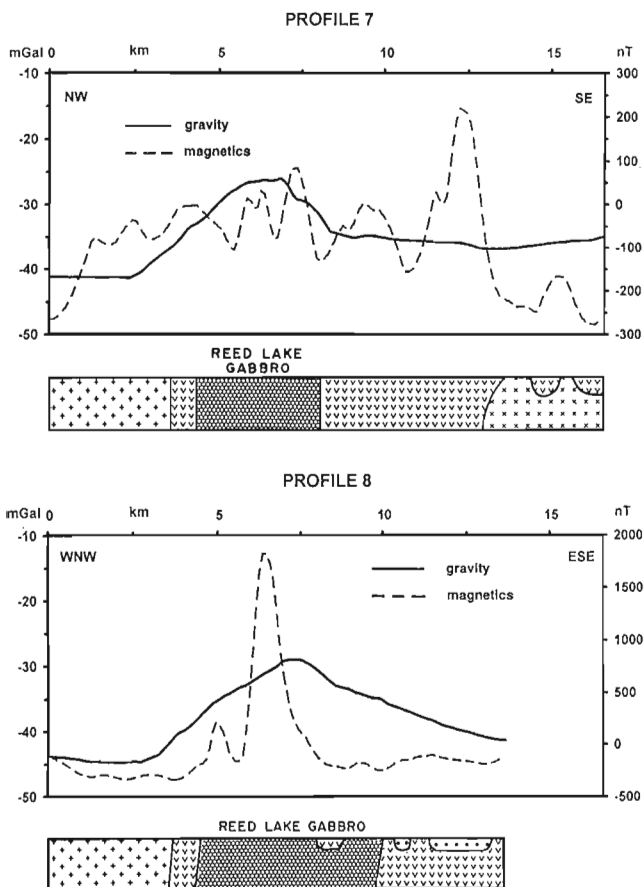 PROFILE 7
mGal 0 km 5 10 15 nT
-10 300
NW SE
200
-20
gravity
100
magnetics
-30 0
-100
-40
-200
-50 -300
REED LAKE
GABBRO
PROFILE 8
mGal 0 km 5 10 15 nT
-10 2000
WNW ESE
gravity
1500
-20
magnetics
1000
-30
500
-40
0
-50 -500
REED LAKE GABBRO